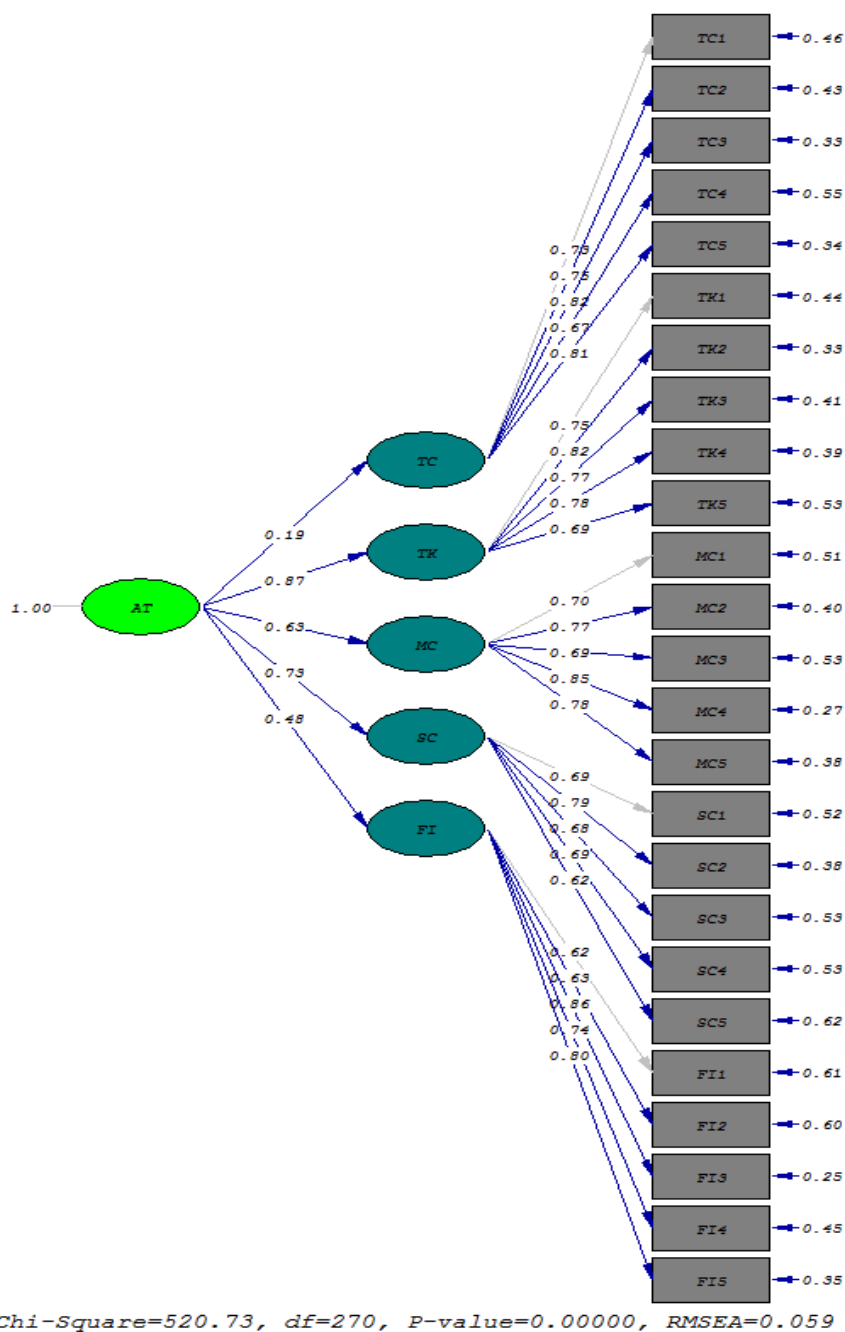 TC1 0.46
TC2 0.43
TC3 0.33
TC4 0.55
TC5 0.34
TK1 0.44
TK2 0.33
TK3 0.41
TK4 0.39
TK5 0.53
MC1 0.51
MC2 0.40
MC3 0.53
MC4 0.27
MC5 0.38
SC1 0.52
SC2 0.38
SC3 0.53
SC4 0.53
SC5 0.62
FI1 0.61
FI2 0.60
FI3 0.25
FI4 0.45
FI5 0.35
0.73
0.75
0.82
0.67
0.81
0.75
0.82
0.77
0.78
0.69
0.70
0.77
0.69
0.85
0.78
0.69
0.79
0.68
0.69
0.62
0.62
0.63
0.86
0.74
0.80
TC
TK
MC
SC
FI
0.19
0.87
0.63
0.73
0.48
1.00 AT
Chi-Square=520.73, df=270, P-value=0.00000, RMSEA=0.059